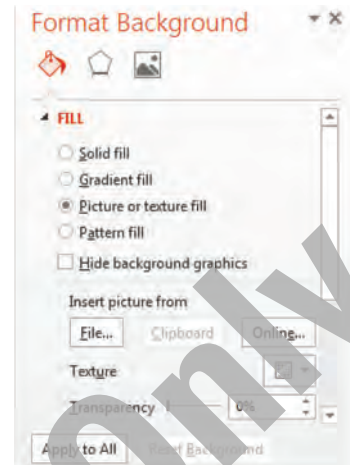 Format Background
FILL
Solid fill
Gradient fill
Picture or texture fill
Pattern fill
Hide background graphics
Insert picture from
File... Clipboard Online...
Texture
Transparency 0%
Apply to All Reset Background
Only